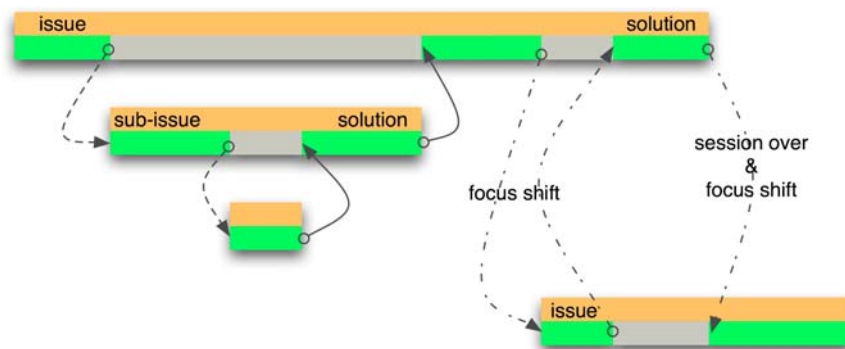 issue
solution
sub-issue
solution
focus shift
session over
&
focus shift
issue